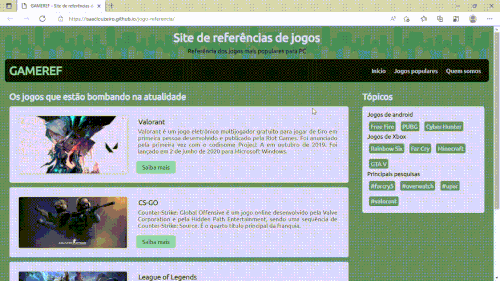 GAMEREF - Site de referências d
https://isaelcuzeiro.github.io/jogo-referencia/
Site de referências de jogos
Referência dos jogos mais populares para PC
GAMEREF
Início Jogos populares Quem somos
Os jogos que estão bombando na atualidade
Valorant
Valorant é um jogo eletrônico multijogador gratuito para jogar de tiro em
primeira pessoa desenvolvido e publicado pela Riot Games. Foi anunciado
pela primeira vez com o codinome Project A em outubro de 2019. Foi
lançado em 2 de junho de 2020 para Microsoft Windows.
Saiba mais
CS-GO
Counter-Strike: Global Offensive é um jogo online desenvolvido pela Valve
Corporation e pela Hidden Path Entertainment, sendo uma sequência de
Counter-Strike: Source. É o quarto título principal da franquia.
Saiba mais
League of Legends
Tópicos
Jogos de android
Free Fire PUBG Cyber Hunter
Jogos de Xbox
Rainbow Six Far Cry Minecraft
GTA V
Principais pesquisas
#farcry5 #overwatch #uper
#valorant